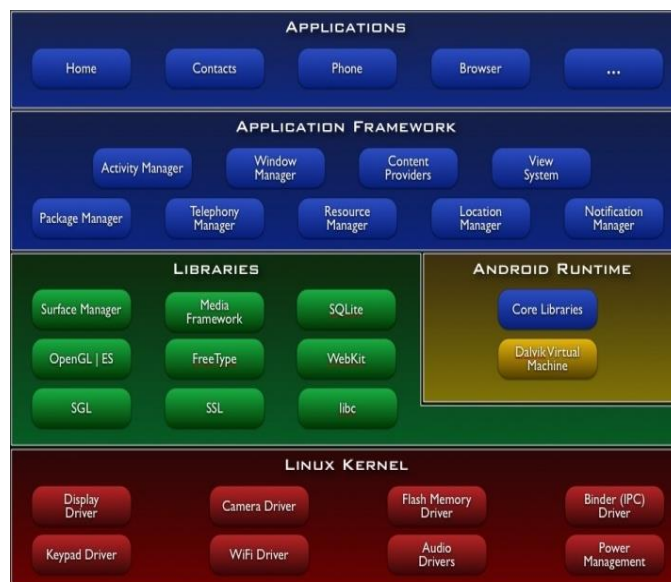 APPLICATIONS
Home
Contacts
Phone
Browser
...
APPLICATION FRAMEWORK
Activity Manager
Window
Manager
Content
Providers
View
System
Package Manager
Telephony
Manager
Resource
Manager
Location
Manager
Notification
Manager
LIBRARIES
Surface Manager
Media
Framework
SQLite
OpenGL | ES
FreeType
WebKit
SGL
SSL
libc
ANDROID RUNTIME
Core Libraries
Dalvik Virtual
Machine
LINUX KERNEL
Display
Driver
Camera Driver
Flash Memory
Driver
Binder (IPC)
Driver
Keypad Driver
WiFi Driver
Audio
Drivers
Power
Management